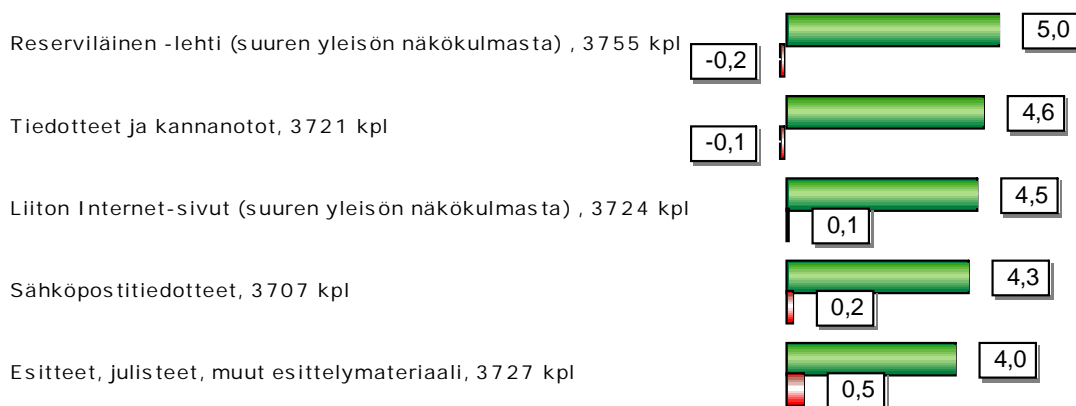 Reserviläinen -lehti (suuren yleisön näkökulmasta) , 3755 kpl
5,0
-0,2
Tiedotteet ja kannanotot, 3721 kpl
4,6
-0,1
Liiton Internet-sivut (suuren yleisön näkökulmasta) , 3724 kpl
4,5
0,1
Sähköpostitiedotteet, 3707 kpl
4,3
0,2
Esitteet, julisteet, muut esittelymateriaali, 3727 kpl
4,0
0,5